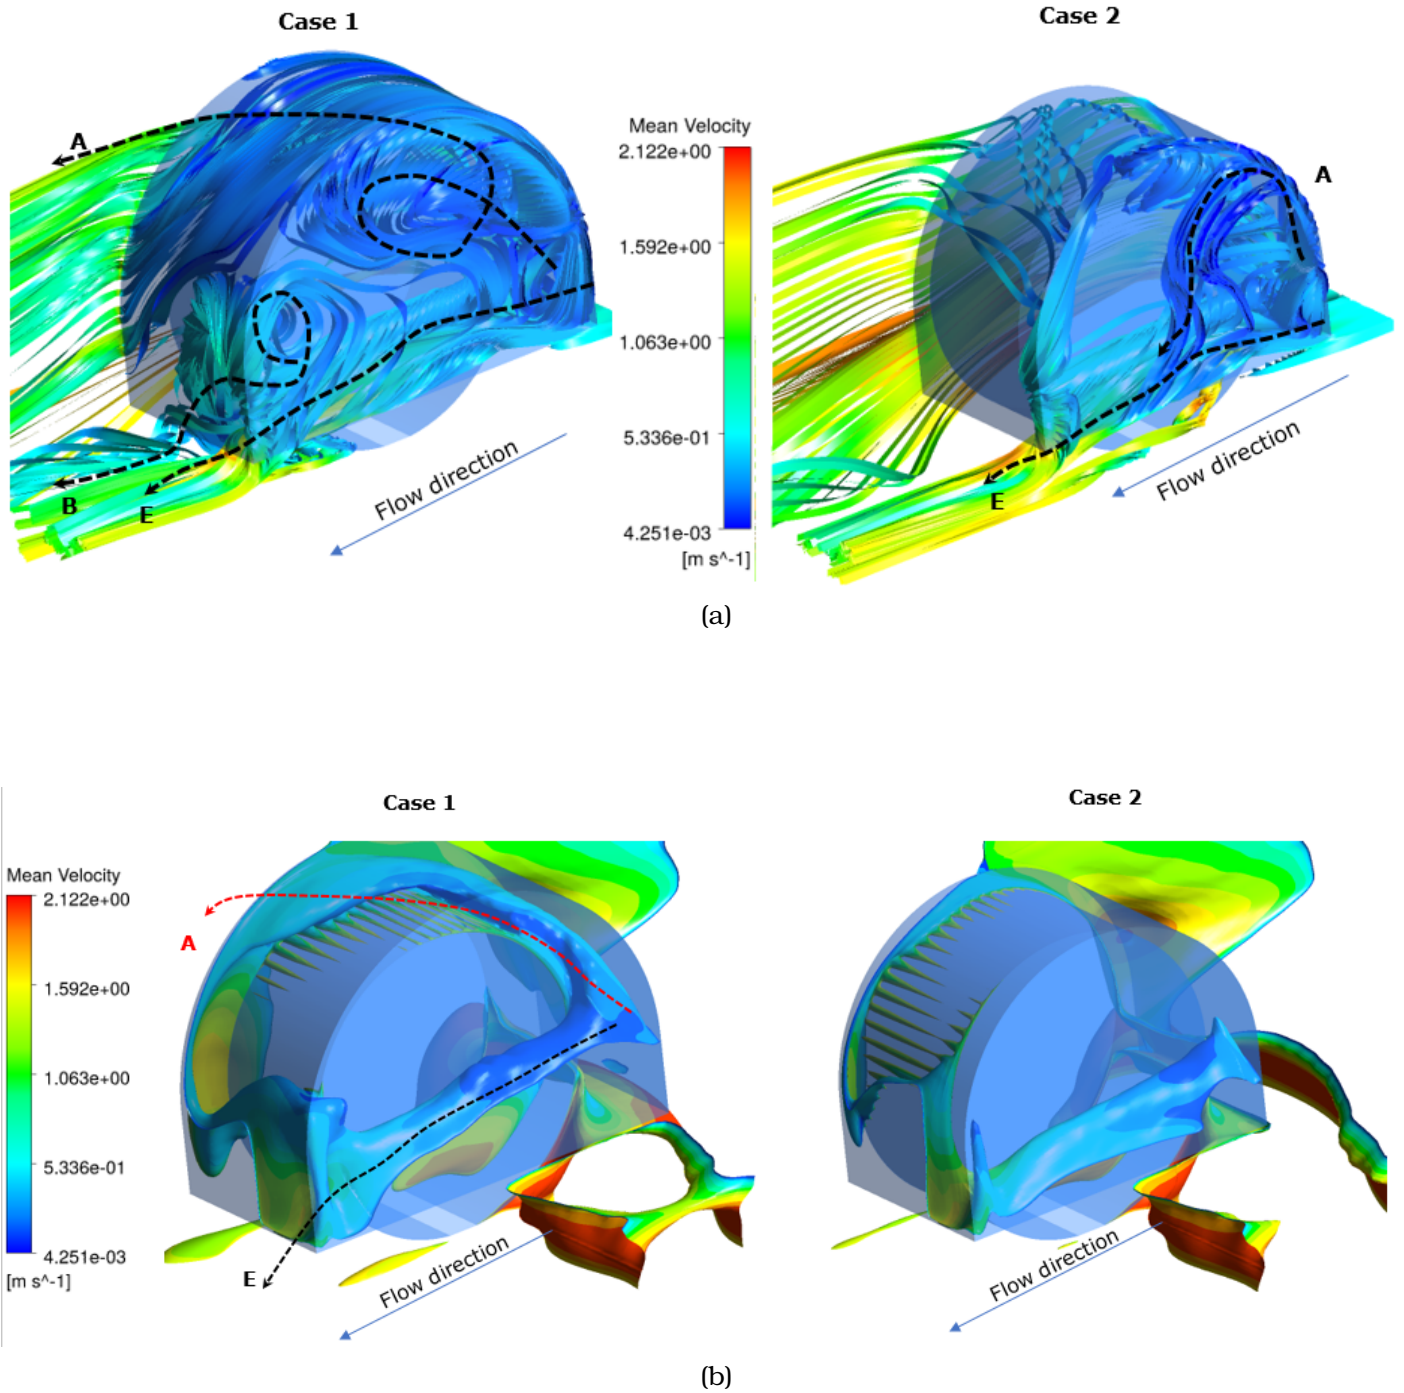 Case 1
Case 2
A
B
E
Flow direction
Mean Velocity
2.122e+00
1.592e+00
1.063e+00
5.336e-01
4.251e-03
[m s^-1]
A
E
Flow direction
(a)
Case 1
Case 2
Mean Velocity
2.122e+00
1.592e+00
1.063e+00
5.336e-01
4.251e-03
[m s^-1]
A
E
Flow direction
Flow direction
(b)